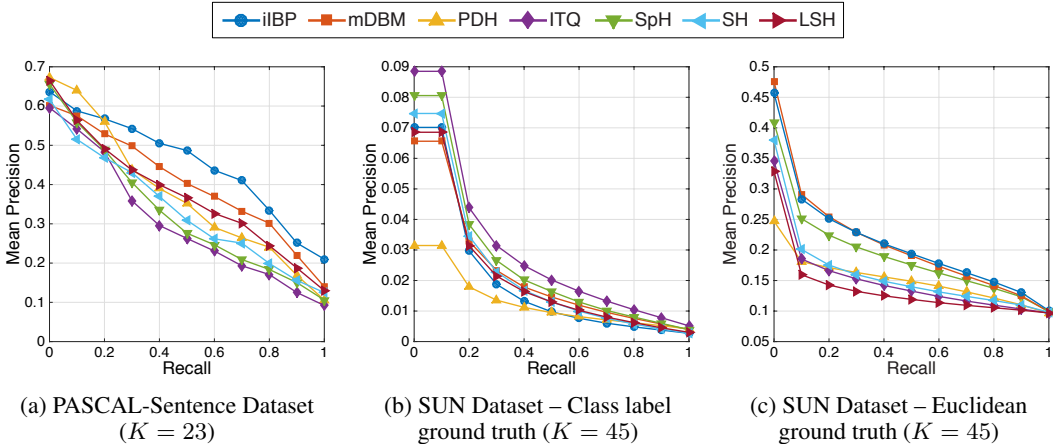 iIBP mDBM PDH ITQ SpH SH LSH
Mean Precision
0.7
0.6
0.5
0.4
0.3
0.2
0.1
0
0 0.2 0.4 0.6 0.8 1
Recall
(a) PASCAL-Sentence Dataset
(K = 23)
Mean Precision
0.09
0.08
0.07
0.06
0.05
0.04
0.03
0.02
0.01
0
0 0.2 0.4 0.6 0.8 1
Recall
(b) SUN Dataset – Class label
ground truth (K = 45)
Mean Precision
0.5
0.45
0.4
0.35
0.3
0.25
0.2
0.15
0.1
0.05
0 0.2 0.4 0.6 0.8 1
Recall
(c) SUN Dataset – Euclidean
ground truth (K = 45)